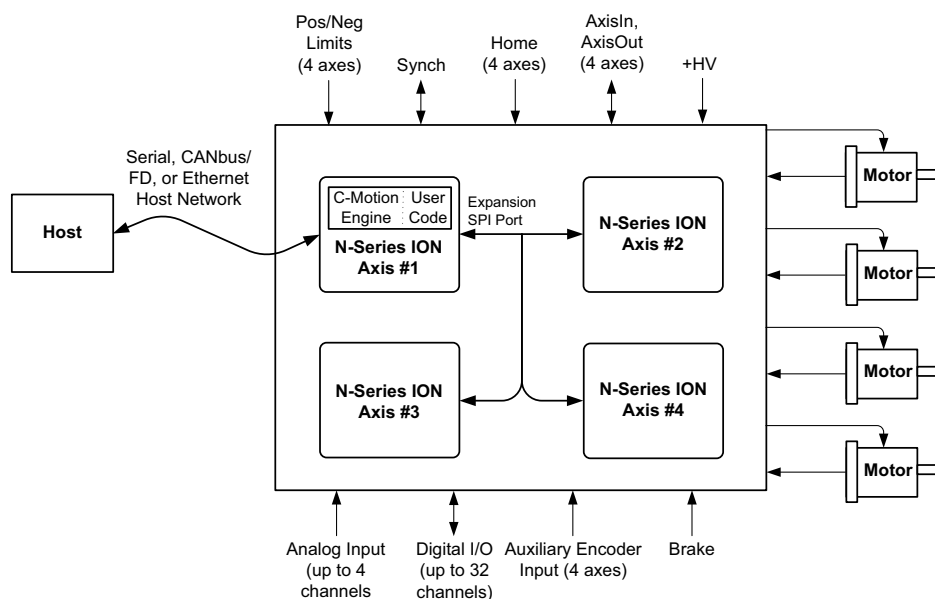 Pos/Neg
Limits
(4 axes)
Synch
Home
(4 axes)
AxisIn,
AxisOut
(4 axes)
+HV
Serial, CANbus/
FD, or Ethernet
Host Network
Host
C-Motion
Engine
User
Code
N-Series ION
Axis #1
Expansion
SPI Port
N-Series ION
Axis #2
N-Series ION
Axis #3
N-Series ION
Axis #4
Motor
Motor
Motor
Motor
Analog Input
(up to 4
channels
Digital I/O
(up to 32
channels)
Auxiliary Encoder
Input (4 axes)
Brake